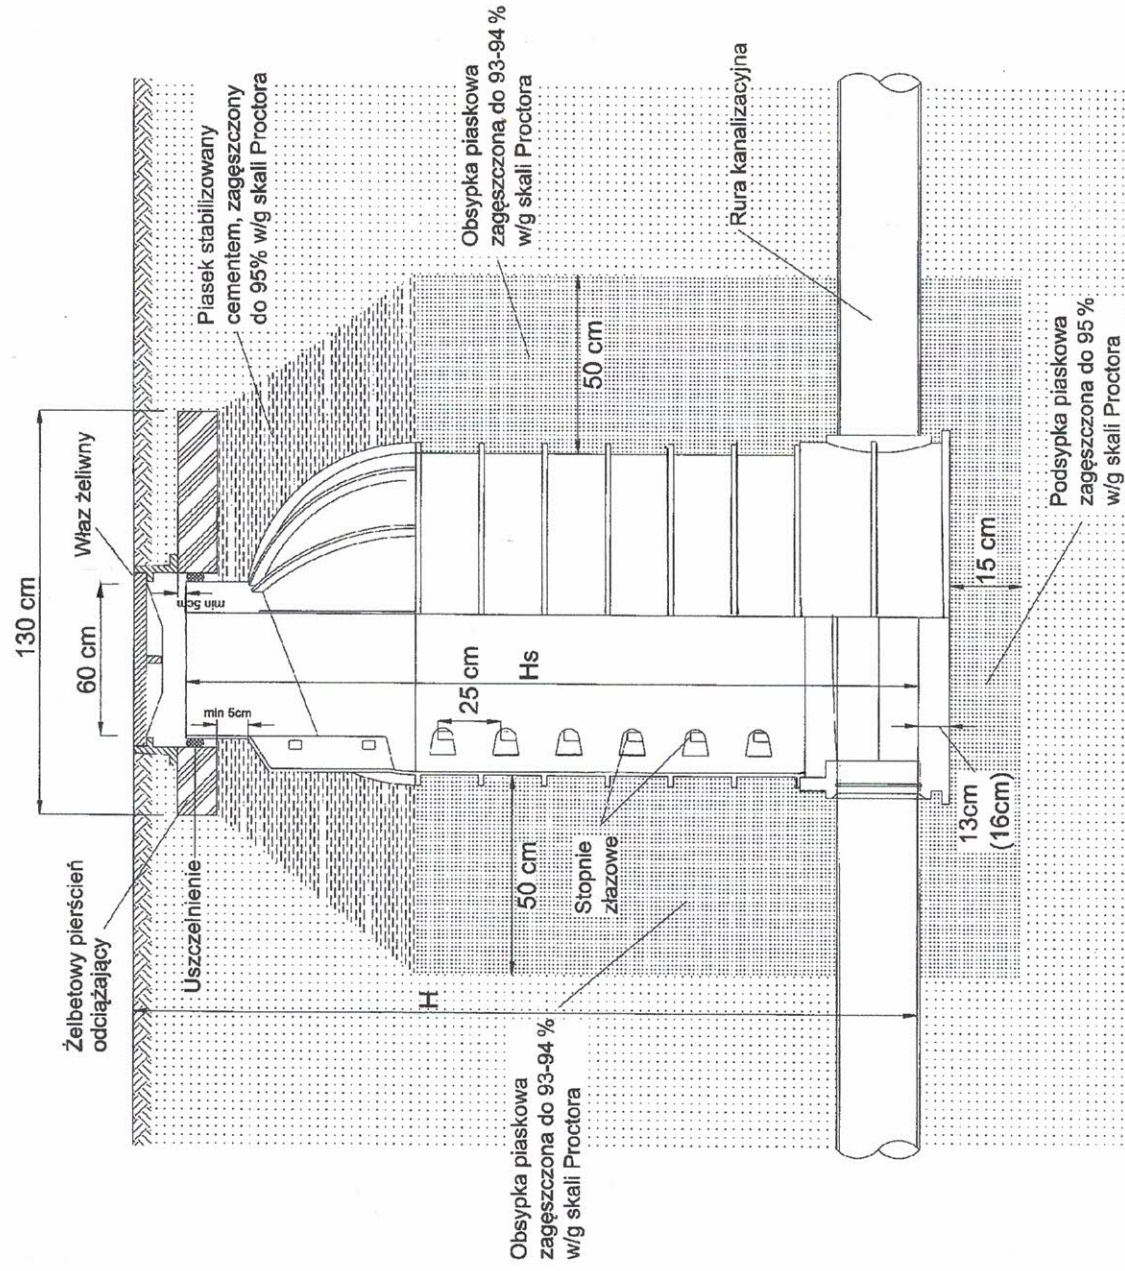 130 cm
60 cm
Właz żeliwny
Piasek stabilizowany
cementem, zagęszczony
do 95% w/g skali Proctora
Obsypka piaskowa
zagęszczona do 93-94 %
w/g skali Proctora
Rura kanalizacyjna
Żelbetowy pierścień
odciążający
Uszczelnienie
min 5cm
min 5cm
Hs
25 cm
50 cm
50 cm
Stopnie
złazowe
H
15 cm
13cm
(16cm)
Obsypka piaskowa
zagęszczona do 93-94 %
w/g skali Proctora
Podsypka piaskowa
zagęszczona do 95 %
w/g skali Proctora